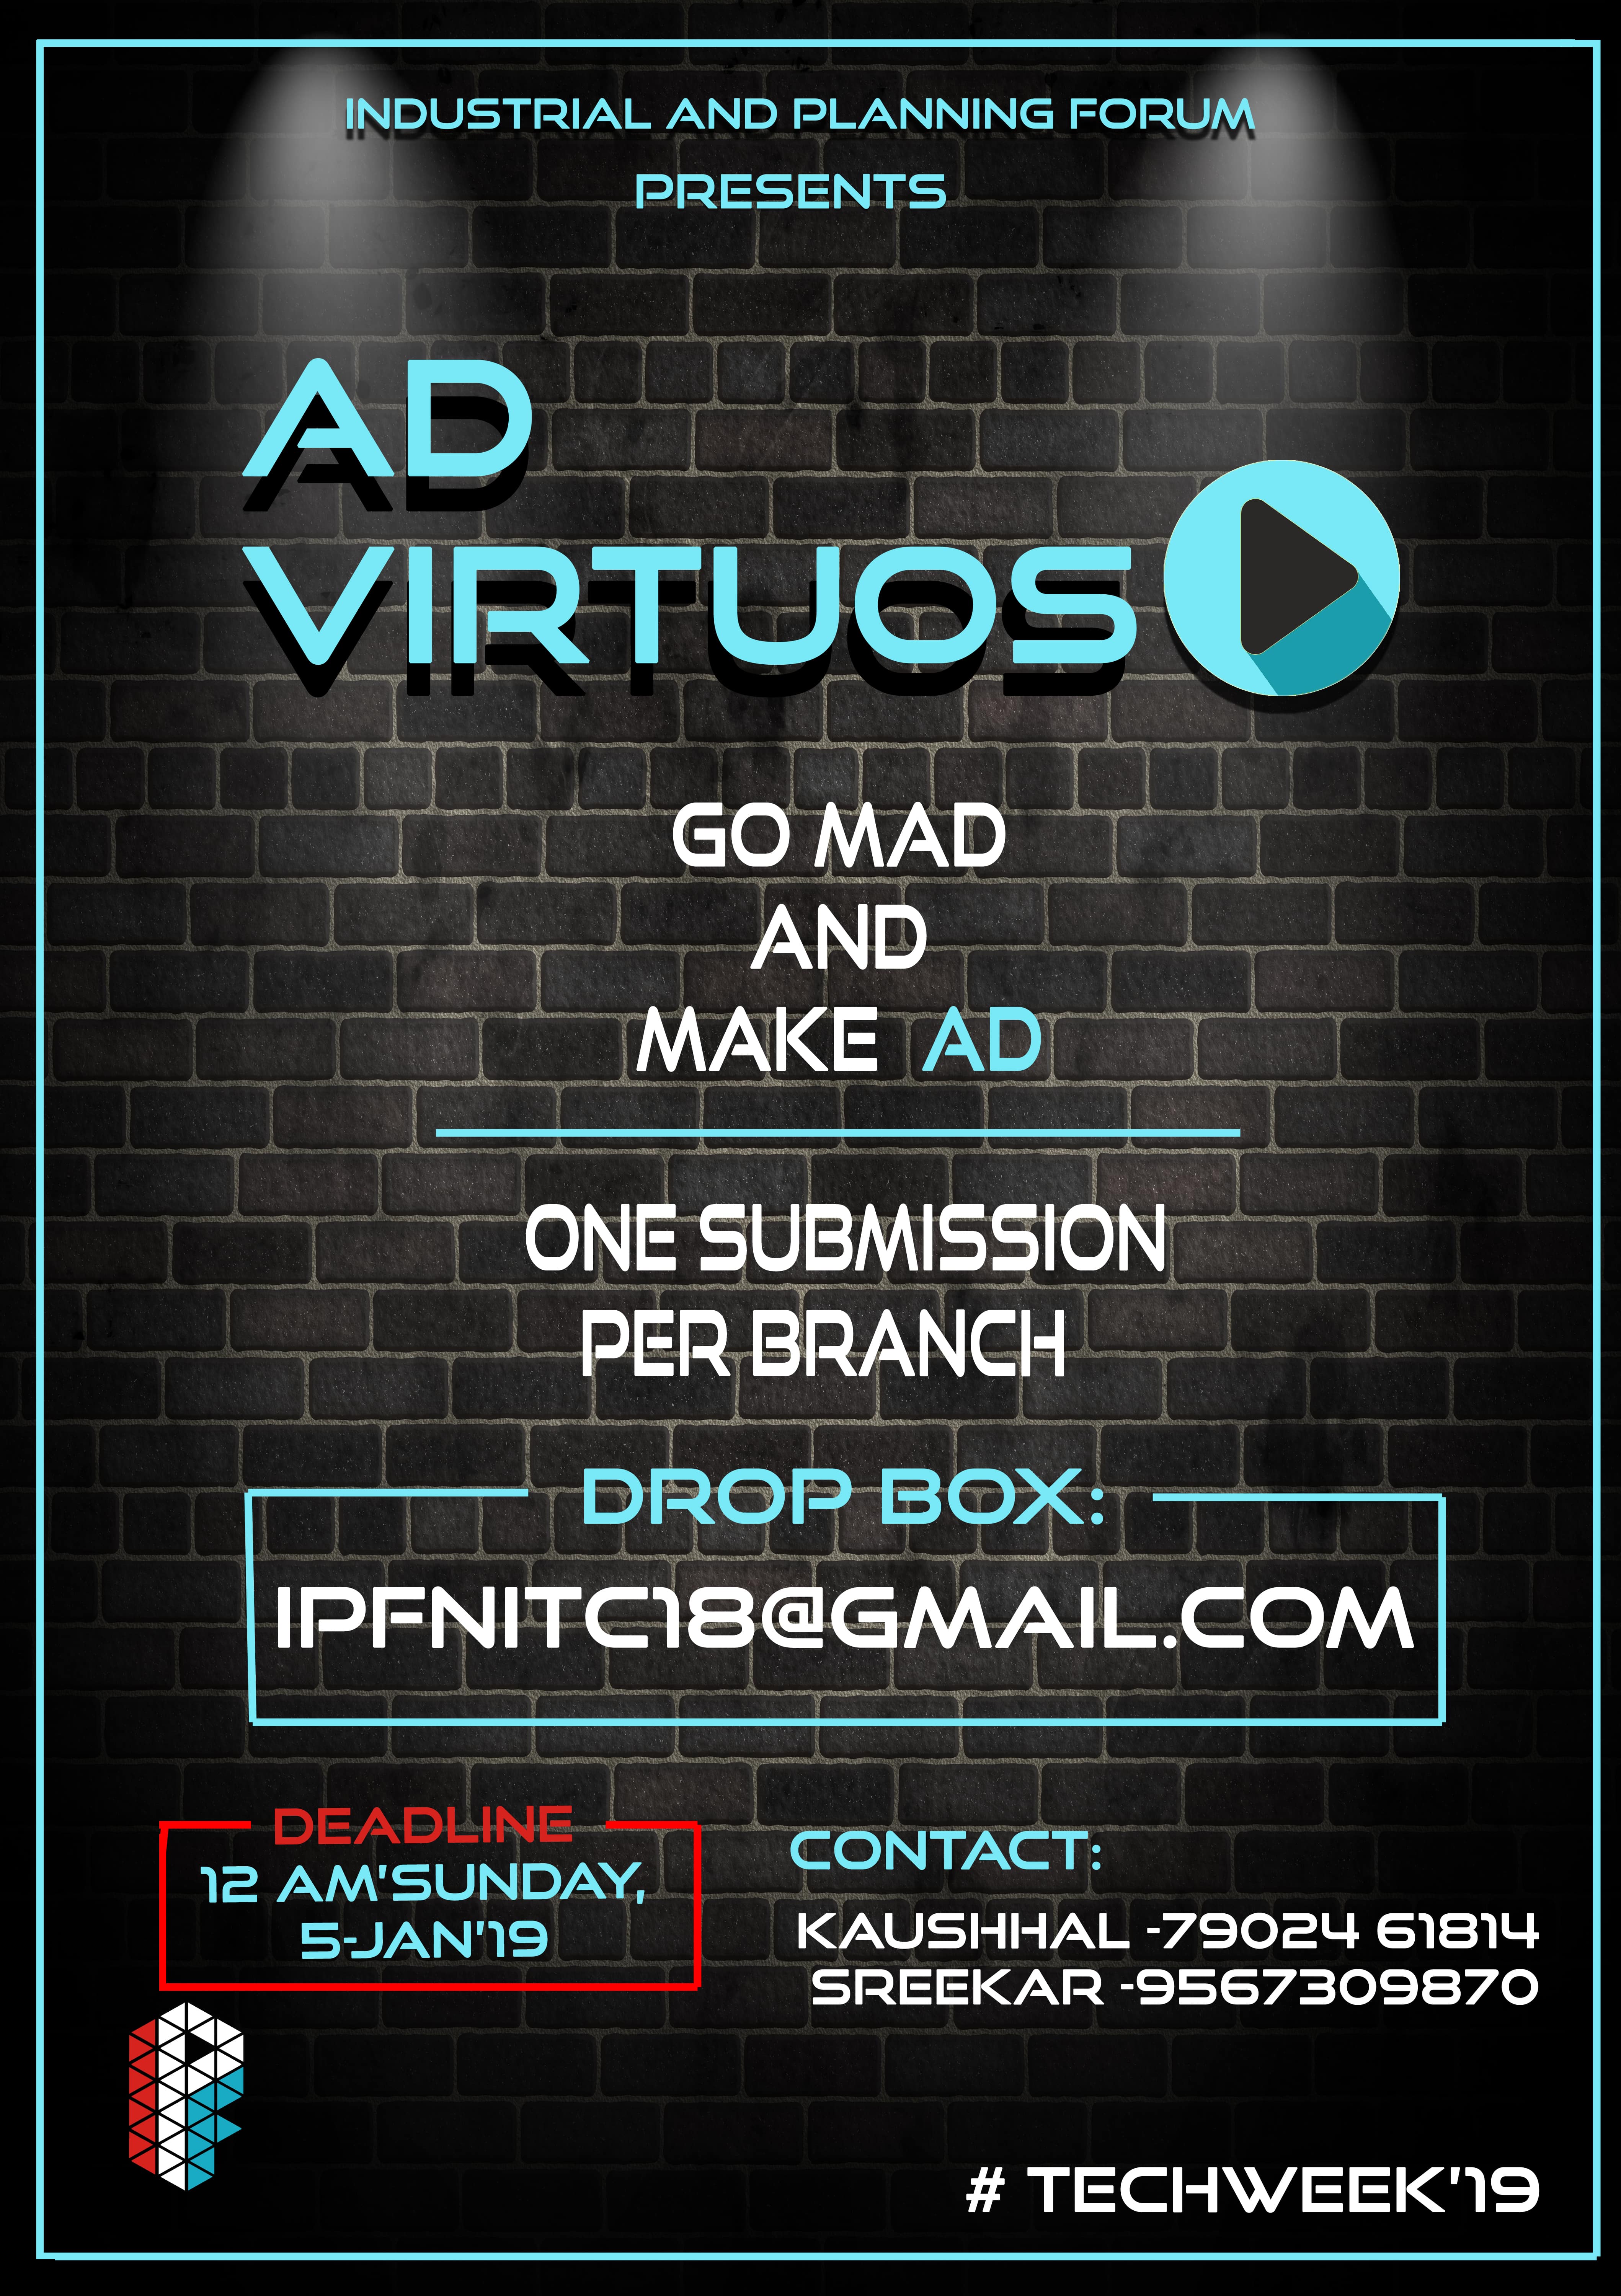 INDUSTRIAL AND PLANNING FORUM
PRESENTS
AD
VIRTUOS
GO MAD
AND
MAKE AD
ONE SUBMISSION
PER BRANCH
DROP BOX:
IPFNITC18@GMAIL.COM
DEADLINE
12 AM'SUNDAY,
5-JAN'19
CONTACT:
KAUSHHAL -79024 61814
SREEKAR -9567309870
# TECHWEEK'19